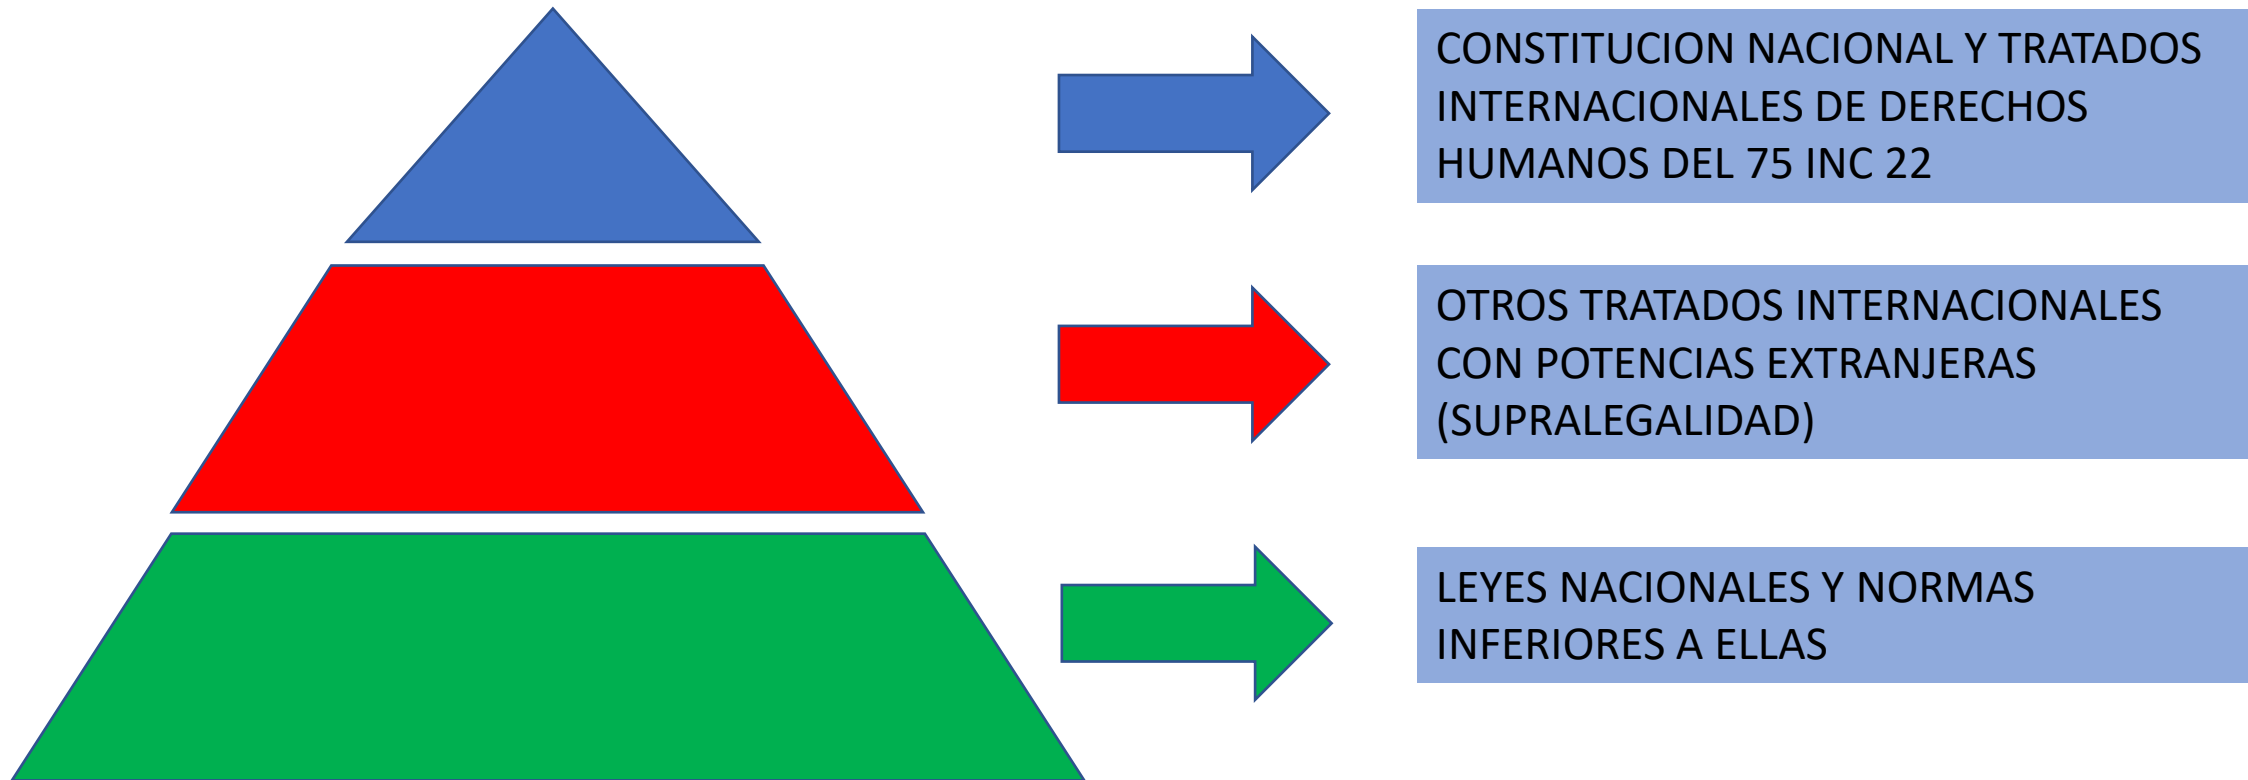 CONSTITUCION NACIONAL Y TRATADOS
INTERNACIONALES DE DERECHOS
HUMANOS DEL 75 INC 22
OTROS TRATADOS INTERNACIONALES
CON POTENCIAS EXTRANJERAS
(SUPRALEGALIDAD)
LEYES NACIONALES Y NORMAS
INFERIORES A ELLAS